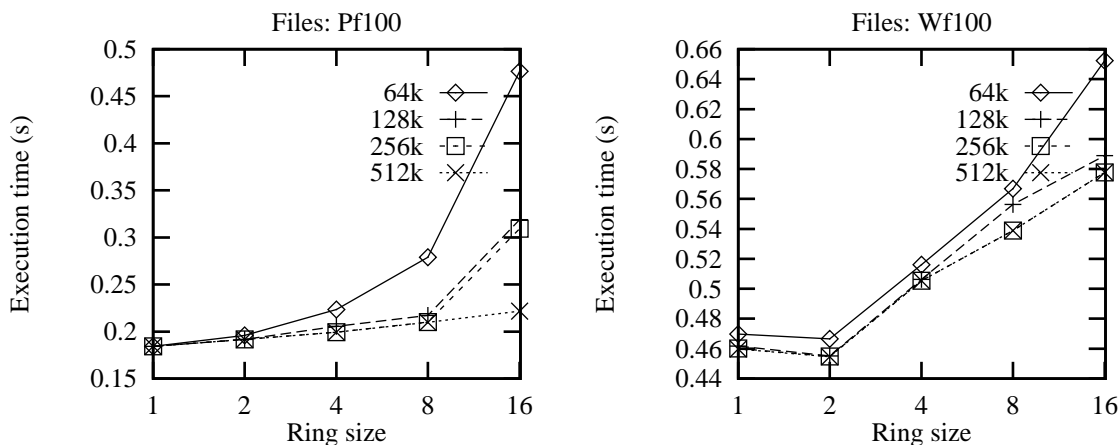 Files: Pf100
0.5
0.45
0.4
0.35
0.3
0.25
0.2
0.15
Execution time (s)
64k
128k
256k
512k
1 2 4 8 16
Ring size
Files: Wf100
0.66
0.64
0.62
0.6
0.58
0.56
0.54
0.52
0.5
0.48
0.46
0.44
Execution time (s)
64k
128k
256k
512k
1 2 4 8 16
Ring size